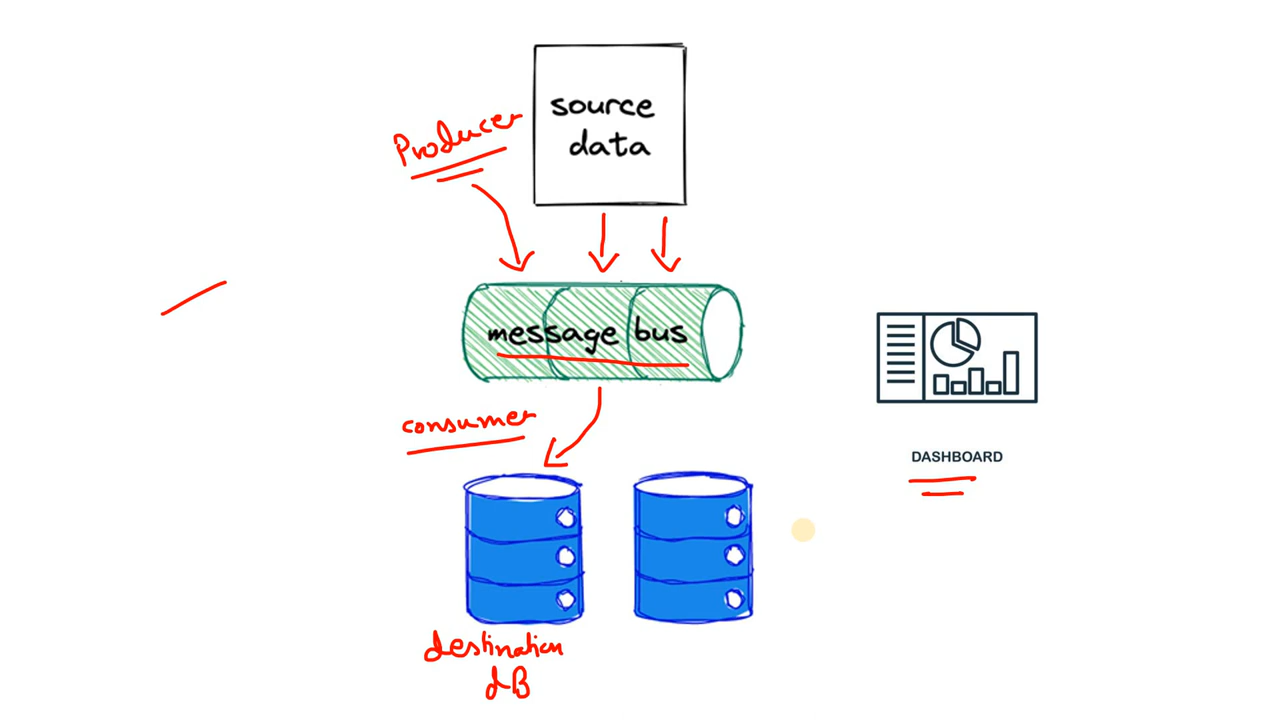 source
data
Producer
message bus
consumer
DASHBOARD
destination
dB